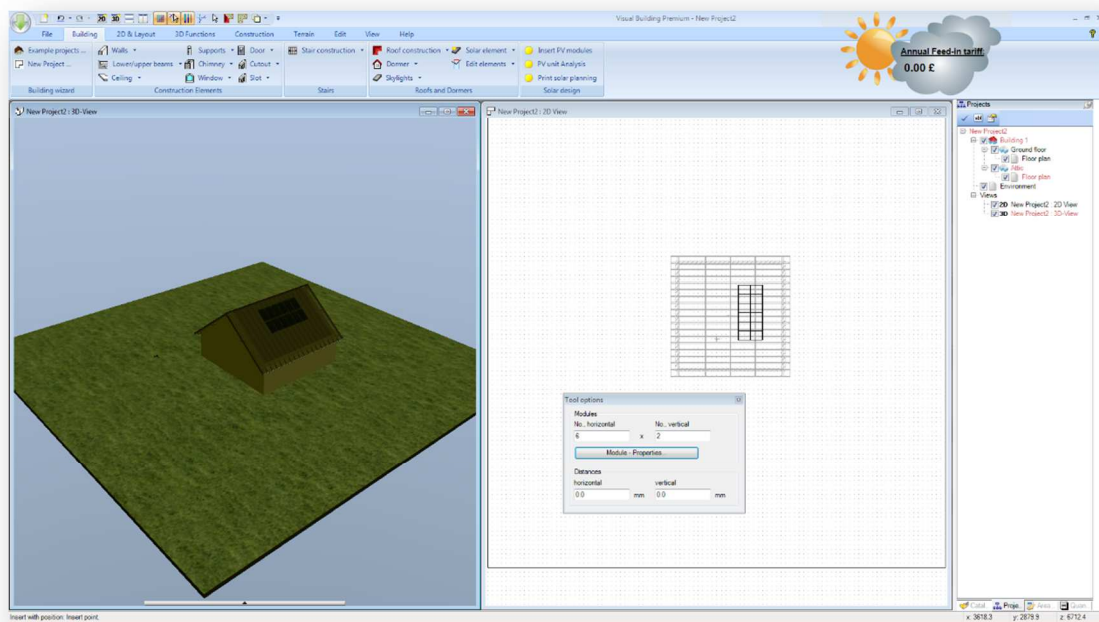 Visual Building Premium - New Project2
File Building 2D & Layout 3D Functions Construction Terrain Edit View Help
Example projects ... Walls Supports Door Stair construction Roof construction Solar element Insert PV modules
New Project ... Lower/upper beams Chimney Cutout Dormer Edit elements PV unit Analysis
Ceiling Window Slot Skylights Print solar planning
Building wizard Construction Elements Stairs Roofs and Dormers Solar design
Annual Feed-in tariff:
0.00 £
New Project2 : 3D-View
New Project2 : 2D View
Tool options
Modules
No., horizontal No., vertical
6 x 2
Module - Properties...
Distances
horizontal vertical
0.0 mm 0.0 mm
Projects
New Project2
Building 1
Ground floor
Floor plan
Attic
Floor plan
Environment
Views
2D New Project2 : 2D View
3D New Project2 : 3D-View
Catal.. Proje.. Area..
Insert with position: Insert point.
x: 3618.3 y: 2879.9 z: 6712.4